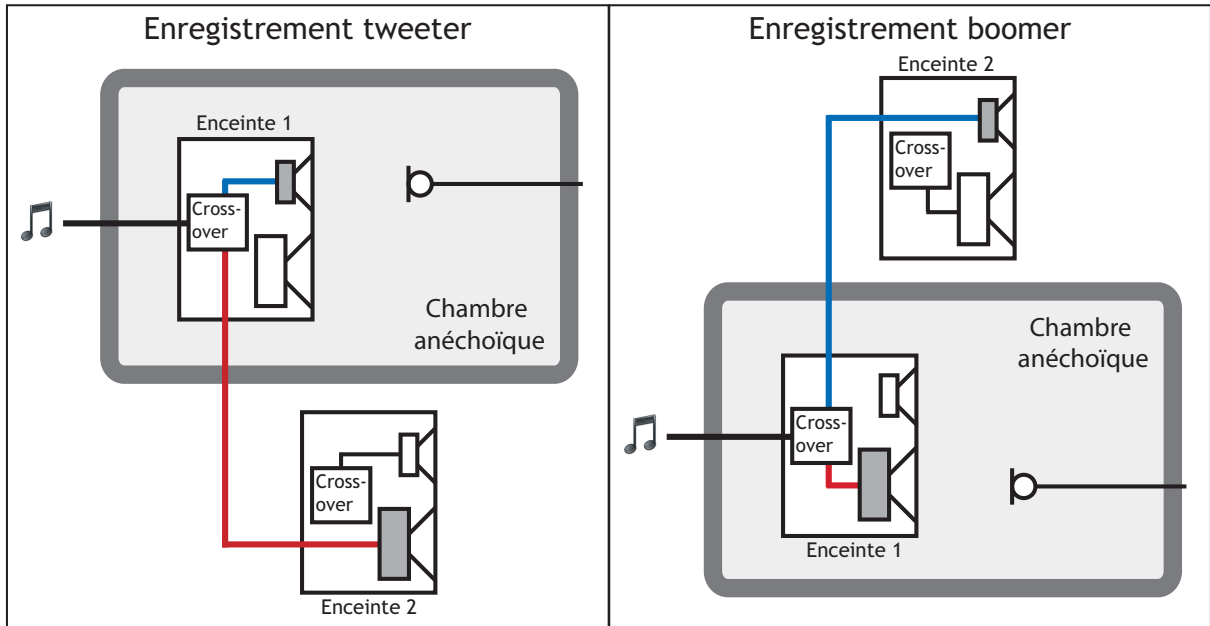 Enregistrement tweeter
Enceinte 1
Cross-
over
Chambre
anéchoïque
Cross-
over
Enceinte 2
Enregistrement boomer
Enceinte 2
Cross-
over
Chambre
anéchoïque
Cross-
over
Enceinte 1